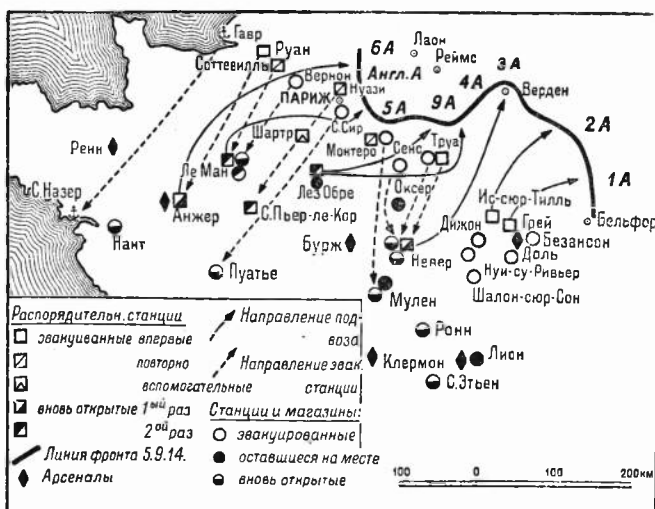 Гавр
Руан
Соттевилль
Вернон
Нуази
ПАРИЖ
С.Сир
6А
Англ.А
5А
9А
4А
3А
2А
1А
Лаон
Реймс
Верден
Бельфор
Ренн
Шартр
Монтеро
Сенс
Труа
Ле Ман
Лез Обре
Оксер
С.Назер
Нант
Анжер
С.Пьер-ле-Кор
Бурж
Невер
Пуатье
Мулен
Ис-сюр-Тилль
Грей
Дижон
Безансон
Доль
Нуи-су-Ривьер
Шалон-сюр-Сон
Роанн
Клермон
Лион
С.Этьен
Распорядительн. станции
эвакуиванные впервые
повторно
вспомогательные
вновь открытые 1ый раз
2ой раз
Линия фронта 5.9.14.
Арсеналы
Направление подвоза
Направление эвак.
станции
Станции и магазины:
эвакуированные
оставшиеся на месте
вновь открытые
100 0 100 200км